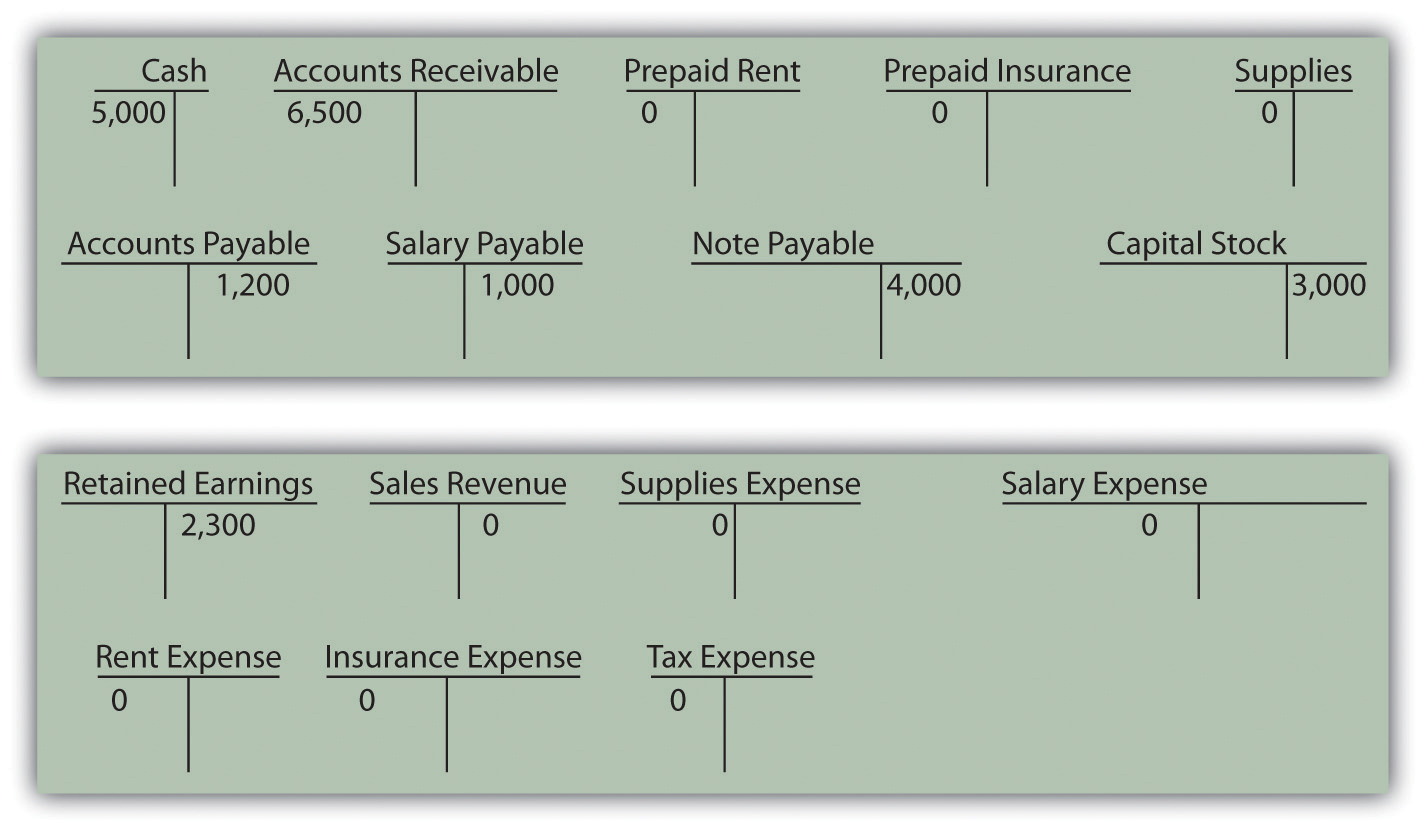 Cash Accounts Receivable Prepaid Rent Prepaid Insurance Supplies
5,000 6,500 0 0 0
Accounts Payable Salary Payable Note Payable Capital Stock
1,200 1,000 4,000 3,000
Retained Earnings Sales Revenue Supplies Expense Salary Expense
2,300 0 0 0
Rent Expense Insurance Expense Tax Expense
0 0 0